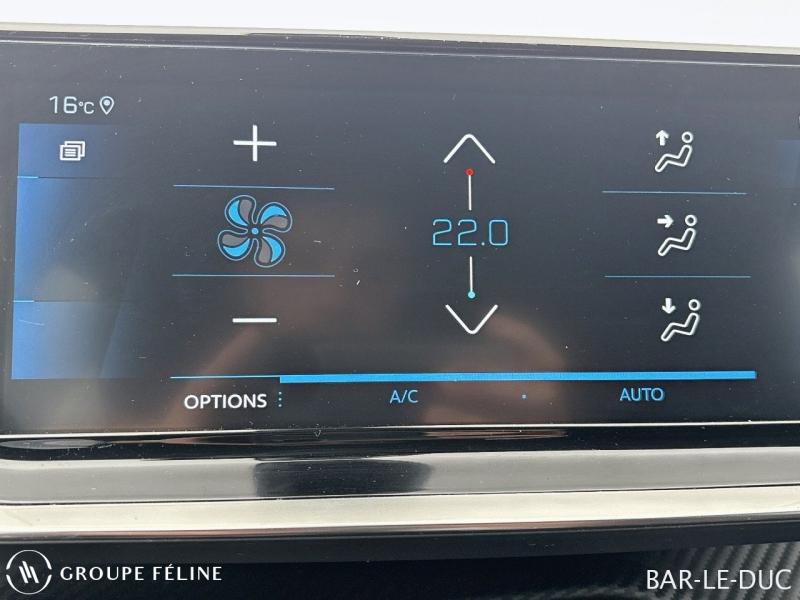 16°C
22.0
OPTIONS
A/C
AUTO
GROUPE FÉLINE
BAR-LE-DUC